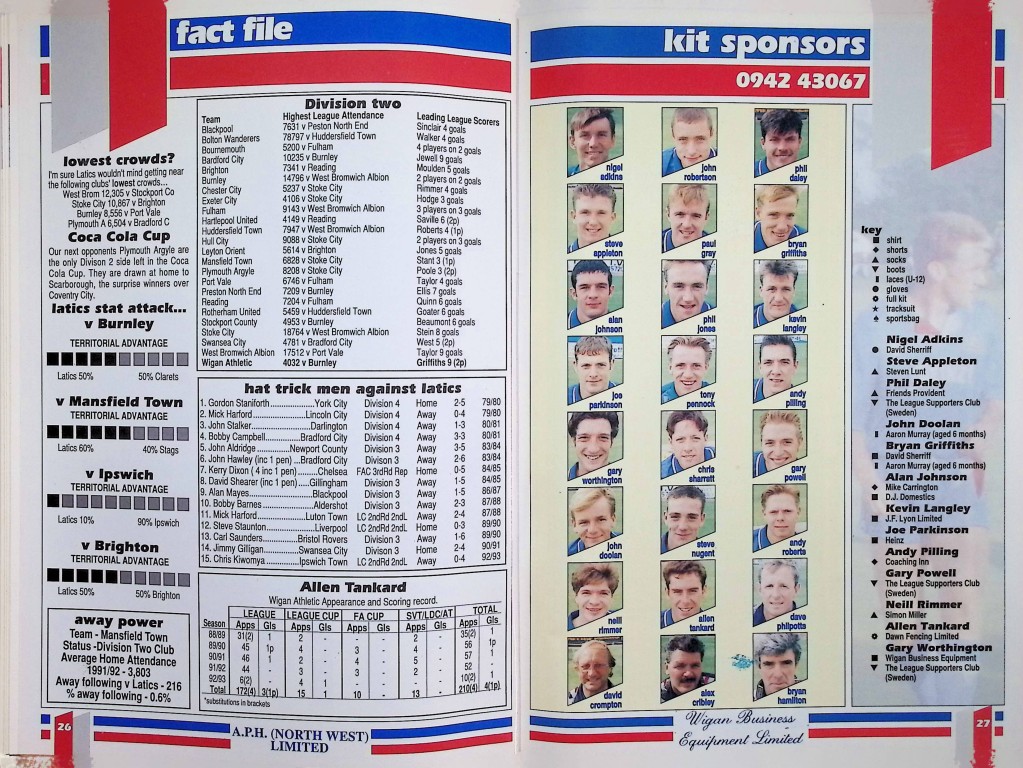 fact file
lowest crowds?
I'm sure Latics wouldn't mind getting near
the following clubs' lowest crowds...
West Brom 12,305 v Stockport Co
Stoke City 10,867 v Brighton
Burnley 8,556 v Port Vale
Plymouth A 6,504 v Bradford C
Coca Cola Cup
Our next opponents Plymouth Argyle are
the only Divison 2 side left in the Coca
Cola Cup. They are drawn at home to
Scarborough, the surprise winners over
Coventry City.
latics stat attack...
v Burnley
TERRITORIAL ADVANTAGE
Latics 50% 50% Clarets
v Mansfield Town
TERRITORIAL ADVANTAGE
Latics 60% 40% Stags
v Ipswich
TERRITORIAL ADVANTAGE
Latics 10% 90% Ipswich
v Brighton
TERRITORIAL ADVANTAGE
Latics 50% 50% Brighton
away power
Team - Mansfield Town
Status -Division Two Club
Average Home Attendance
1991/92 - 3,803
Away following v Latics - 216
% away following - 0.6%
Division two
Team Highest League Attendance Leading League Scorers
Blackpool 7631 v Peston North End Sinclair 4 goals
Bolton Wanderers 78797 v Huddersfield Town Walker 4 goals
Bournemouth 5200 v Fulham 4 players on 2 goals
Bardford City 10235 v Burnley Jewell 9 goals
Brighton 7341 v Reading Moulden 5 goals
Burnley 14796 v West Bromwich Albion 2 players on 2 goals
Chester City 5237 v Stoke City Rimmer 4 goals
Exeter City 4106 v Stoke City Hodge 3 goals
Fulham 9143 v West Bromwich Albion 3 players on 3 goals
Hartlepool United 4149 v Reading Saville 6 (2p)
Huddersfield Town 7947 v West Bromwich Albion Roberts 4 (1p)
Hull City 9088 v Stoke City 2 players on 3 goals
Leyton Orient 5614 v Brighton Jones 5 goals
Mansfield Town 6828 v Stoke City Stant 3 (1p)
Plymouth Argyle 8208 v Stoke City Poole 3 (2p)
Port Vale 6746 v Fulham Taylor 4 goals
Preston North End 7209 v Burnley Ellis 7 goals
Reading 7204 v Fulham Quinn 6 goals
Rotherham United 5459 v Huddersfield Town Goater 6 goals
Stockport County 4953 v Burnley Beaumont 6 goals
Stoke City 18764 v West Bromwich Albion Stein 8 goals
Swansea City 4781 v Bradford City West 5 (2p)
West Bromwich Albion 17512 v Port Vale Taylor 9 goals
Wigan Athletic 4032 v Burnley Griffiths 9 (2p)
hat trick men against latics
1. Gordon Staniforth...York City Division 4 Home 2-5 79/80
2. Mick Harford...Lincoln City Division 4 Away 0-4 79/80
3. John Stalker...Darlington Division 4 Away 1-3 80/81
4. Bobby Campbell...Bradford City Division 4 Away 3-3 80/81
5. John Aldridge...Newport County Divison 3 Away 3-5 83/84
6. John Hawley (inc 1 pen) ...Bradford City Division 3 Away 2-6 83/84
7. Kerry Dixon ( 4 inc 1 pen)...Chelsea FAC 3rdRd Rep Home 0-5 84/85
8. David Shearer (inc 1 pen)....Gillingham Divison 3 Away 1-5 84/85
9. Alan Mayes...Blackpool Division 3 Away 1-5 86/87
10. Bobby Barnes...Aldershot Division 3 Away 2-3 87/88
11. Mick Harford...Luton Town LC 2ndRd 2ndL Away 2-4 87/88
12. Steve Staunton...Liverpool LC 2ndRd 2ndL Home 0-3 89/90
13. Carl Saunders...Bristol Rovers Divison 3 Away 1-6 89/90
14. Jimmy Gilligan...Swansea City Divison 3 Home 2-4 90/91
15. Chris Kiwomya...Ipswich Town LC 2ndRd 2ndL Away 0-4 92/93
Allen Tankard
Wigan Athletic Appearance and Scoring record.
LEAGUE LEAGUE CUP FA CUP SVT/LDC/AT TOTAL
Season Apps Gls Apps Gls Apps Gls Apps Gls Apps Gls
88/89 31(2) 1 2 - - - 2 - 35(2) 1
89/90 45 1p 4 - 3 - 4 - 56 1p
90/91 46 1 2 - 4 - 5 - 57 1
91/92 44 - 3 - 3 - 2 - 52 -
92/93 6(2) - 4 1 - - - - 10(2) 1
Total 172(4) 3(1p) 15 1 10 - 13 - 210(4) 4(1p)
*substitutions in brackets
26
A.P.H. (NORTH WEST)
LIMITED
kit sponsors
0942 43067
nigel adkins
john robertson
phil daley
steve appleton
paul gray
bryan griffiths
alan johnson
phil jones
kevin langley
joe parkinson
tony pennock
andy pilling
gary worthington
chris sharratt
gary powell
john doolan
steve nugent
andy roberts
neill rimmer
allen tankard
dave philpotts
david crompton
alex cribley
bryan hamilton
key
shirt
shorts
socks
boots
laces (U-12)
gloves
full kit
tracksuit
sportsbag
Nigel Adkins
David Sherriff
Steve Appleton
Steven Lunt
Phil Daley
Friends Provident
The League Supporters Club
(Sweden)
John Doolan
Aaron Murray (aged 6 months)
Bryan Griffiths
David Sherriff
Aaron Murray (aged 6 months)
Alan Johnson
Mike Carrington
D.J. Domestics
Kevin Langley
J.F. Lyon Limited
Joe Parkinson
Heinz
Andy Pilling
Coaching Inn
Gary Powell
The League Supporters Club
(Sweden)
Neill Rimmer
Simon Miller
Allen Tankard
Dawn Fencing Limited
Gary Worthington
Wigan Business Equipment
The League Supporters Club
(Sweden)
Wigan Business
Equipment Limited
27